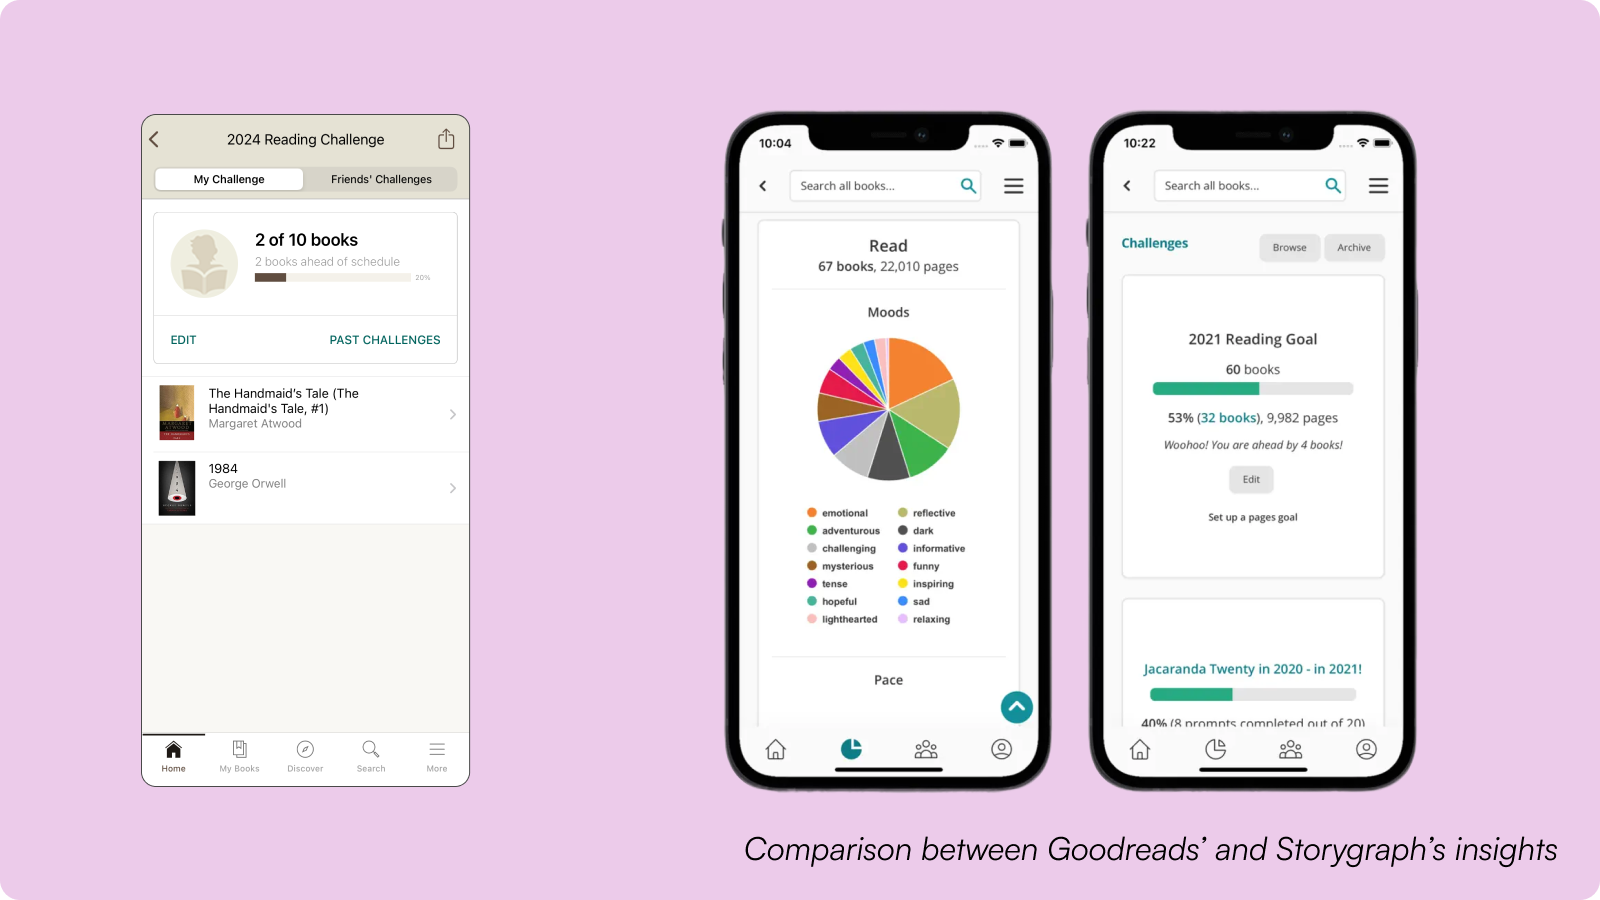 2024 Reading Challenge
My Challenge
Friends' Challenges
2 of 10 books
2 books ahead of schedule
20%
EDIT
PAST CHALLENGES
The Handmaid's Tale (The
Handmaid's Tale, #1)
Margaret Atwood
MARGARET
ATWOOD
1984
George Orwell
Home
My Books
Discover
Search
More
10:04
Search all books...
Read
67 books, 22,010 pages
Moods
emotional
reflective
adventurous
dark
challenging
informative
mysterious
funny
tense
inspiring
hopeful
sad
lighthearted
relaxing
Pace
10:22
Search all books...
Challenges
Browse
Archive
2021 Reading Goal
60 books
53% (32 books), 9,982 pages
Woohoo! You are ahead by 4 books!
Edit
Set up a pages goal
Jacaranda Twenty in 2020 - in 2021!
40% (8 prompts completed out of 20)
Comparison between Goodreads' and Storygraph's insights